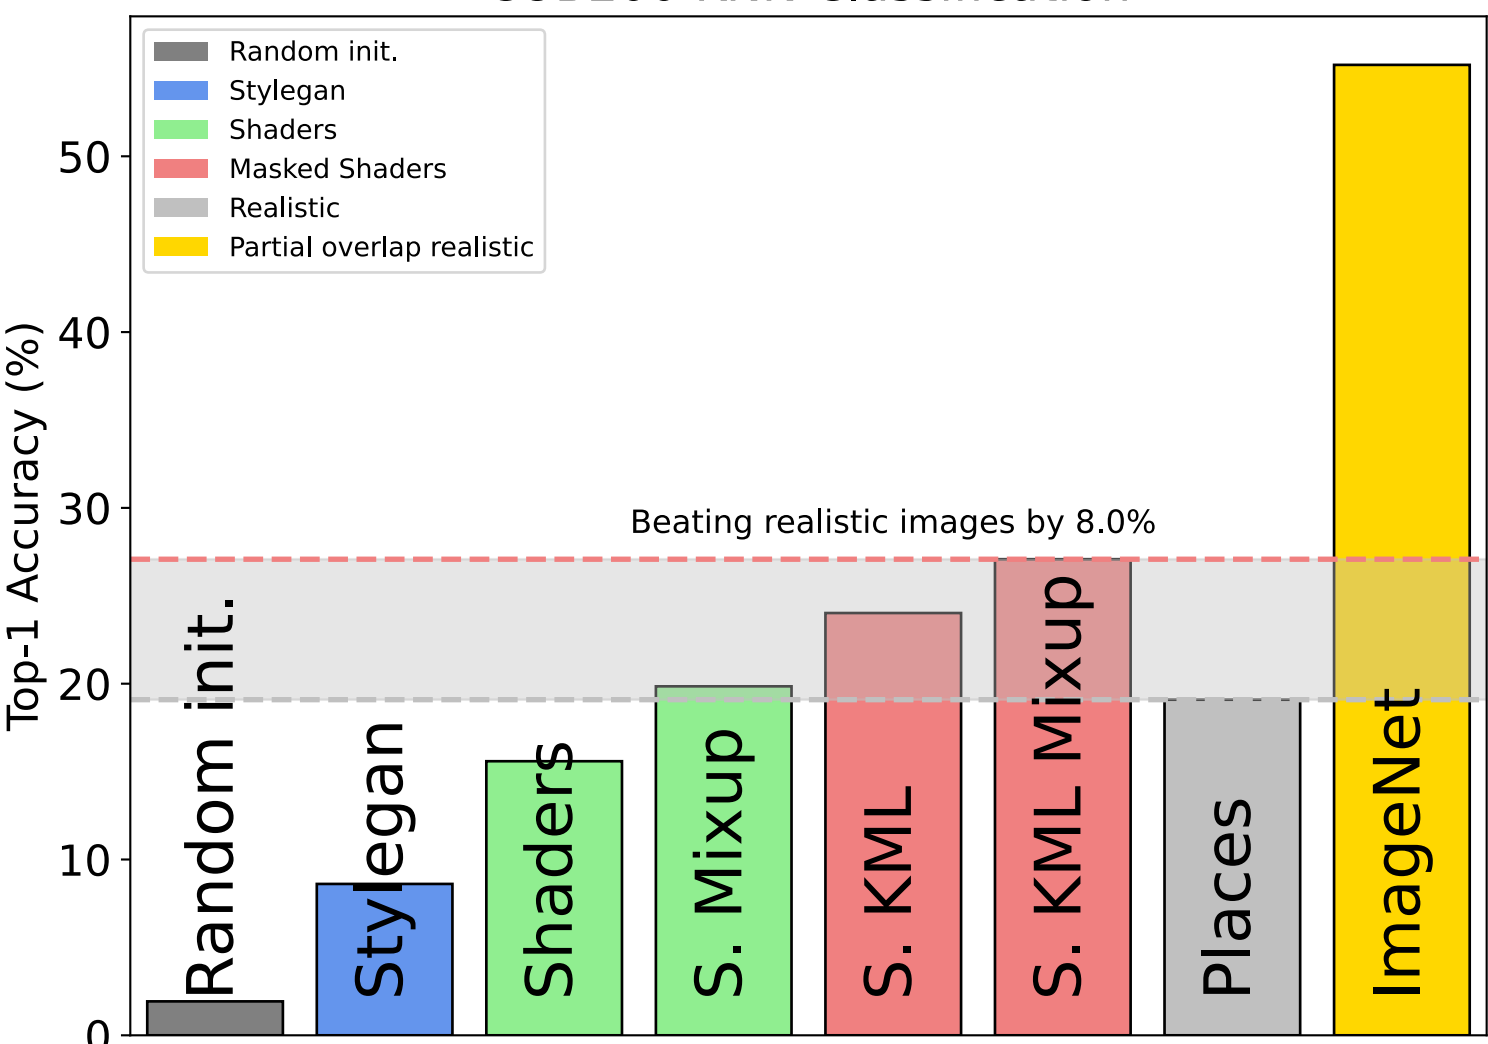 Random init.
Stylegan
Shaders
Masked Shaders
Realistic
Partial overlap realistic
Top-1 Accuracy (%)
50
40
30
20
10
0
Beating realistic images by 8.0%
Random init.
Stylegan
Shaders
S. Mixup
S. KML
S. KML Mixup
Places
ImageNet